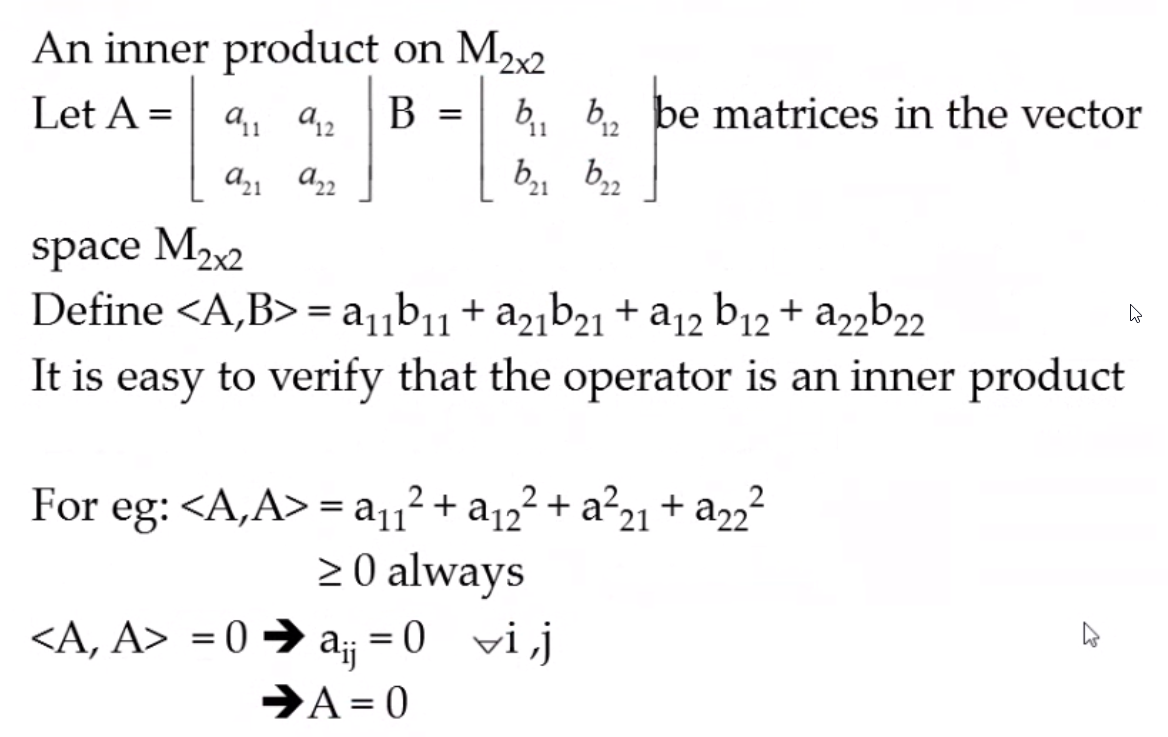 An inner product on M₂ₓ₂
Let A = [ a₁₁ a₁₂ ; a₂₁ a₂₂ ] B = [ b₁₁ b₁₂ ; b₂₁ b₂₂ ] be matrices in the vector
space M₂ₓ₂
Define <A,B> = a₁₁b₁₁ + a₂₁b₂₁ + a₁₂ b₁₂ + a₂₂b₂₂
It is easy to verify that the operator is an inner product
For eg: <A,A> = a₁₁² + a₁₂² + a²₂₁ + a₂₂²
≥ 0 always
<A, A> = 0 ➔ aᵢⱼ = 0 ∀i ,j
➔A = 0